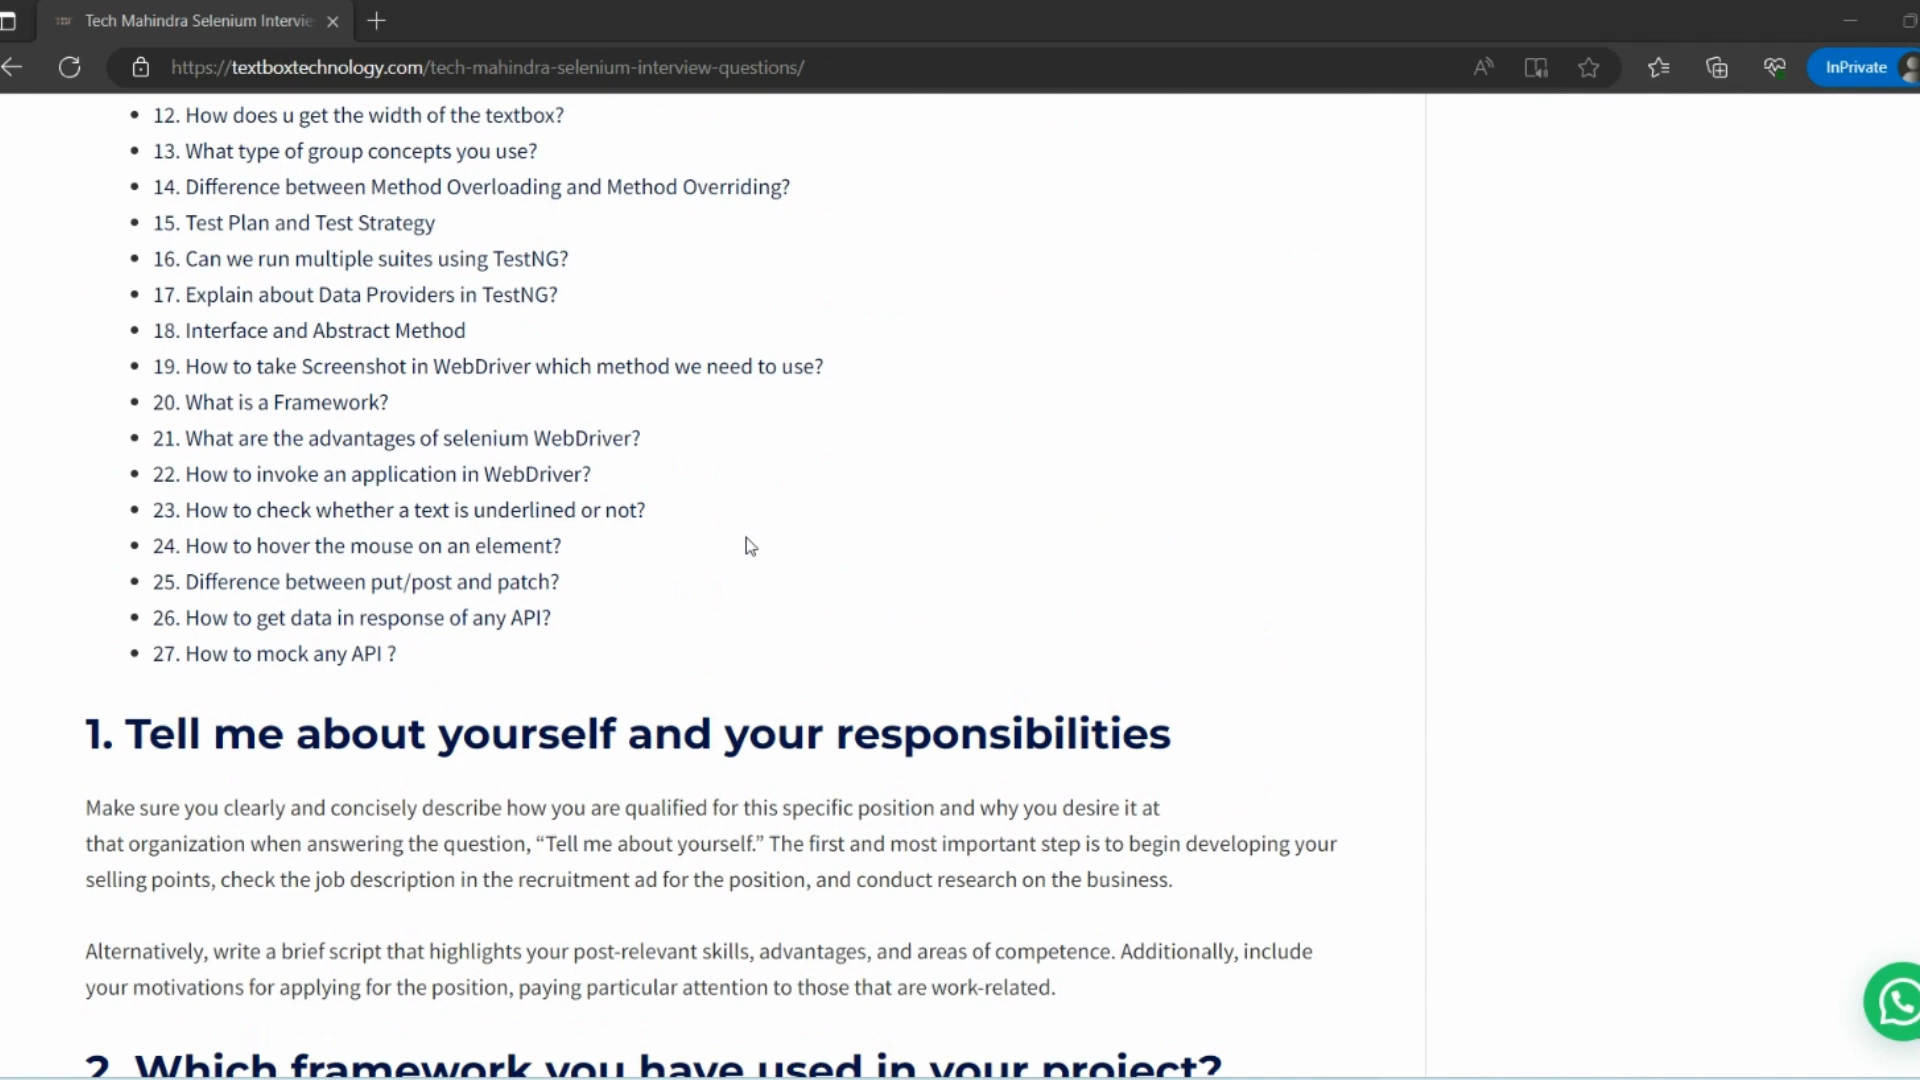 Tech Mahindra Selenium Intervie
https://textboxtechnology.com/tech-mahindra-selenium-interview-questions/
InPrivate
12. How does u get the width of the textbox?
13. What type of group concepts you use?
14. Difference between Method Overloading and Method Overriding?
15. Test Plan and Test Strategy
16. Can we run multiple suites using TestNG?
17. Explain about Data Providers in TestNG?
18. Interface and Abstract Method
19. How to take Screenshot in WebDriver which method we need to use?
20. What is a Framework?
21. What are the advantages of selenium WebDriver?
22. How to invoke an application in WebDriver?
23. How to check whether a text is underlined or not?
24. How to hover the mouse on an element?
25. Difference between put/post and patch?
26. How to get data in response of any API?
27. How to mock any API ?
1. Tell me about yourself and your responsibilities
Make sure you clearly and concisely describe how you are qualified for this specific position and why you desire it at
that organization when answering the question, “Tell me about yourself.” The first and most important step is to begin developing your
selling points, check the job description in the recruitment ad for the position, and conduct research on the business.
Alternatively, write a brief script that highlights your post-relevant skills, advantages, and areas of competence. Additionally, include
your motivations for applying for the position, paying particular attention to those that are work-related.
2. Which framework you have used in your project?